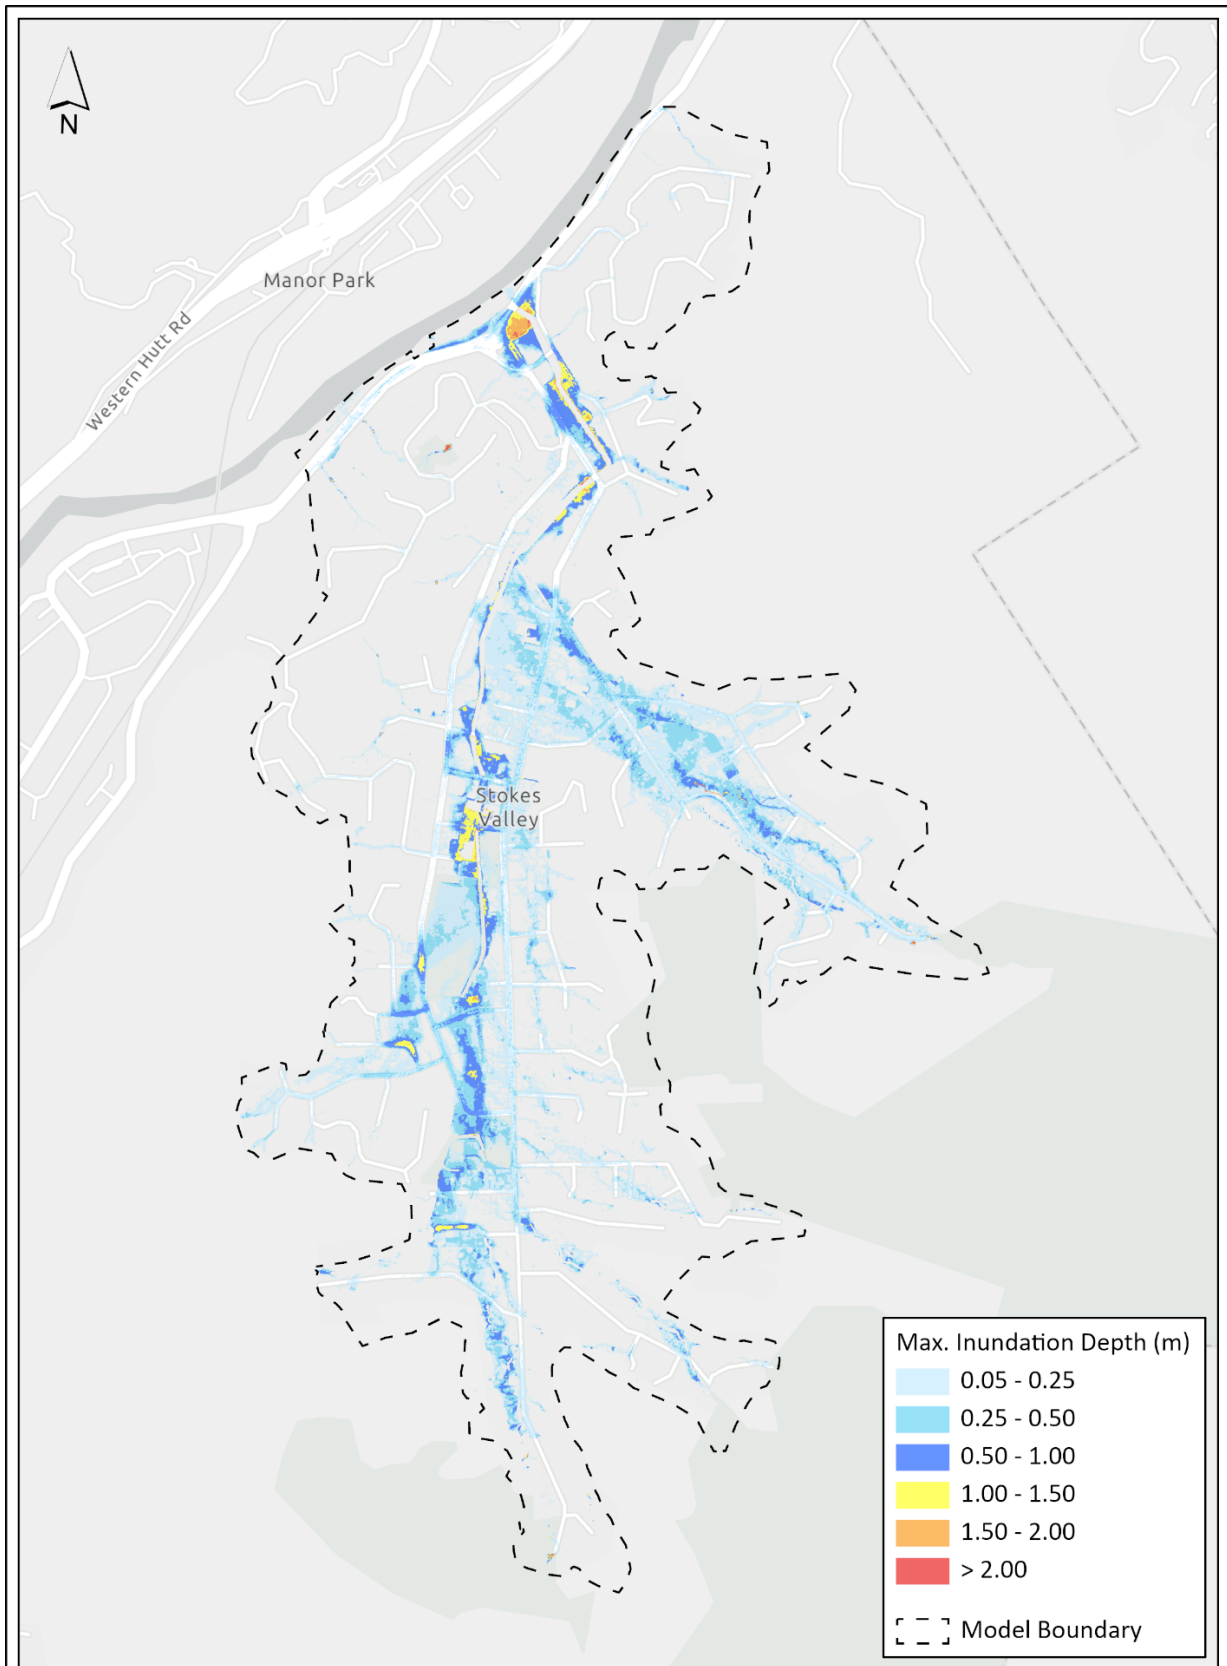 N
Manor Park
Western Hutt Rd
Stokes
Valley
Max. Inundation Depth (m)
0.05 - 0.25
0.25 - 0.50
0.50 - 1.00
1.00 - 1.50
1.50 - 2.00
> 2.00
Model Boundary